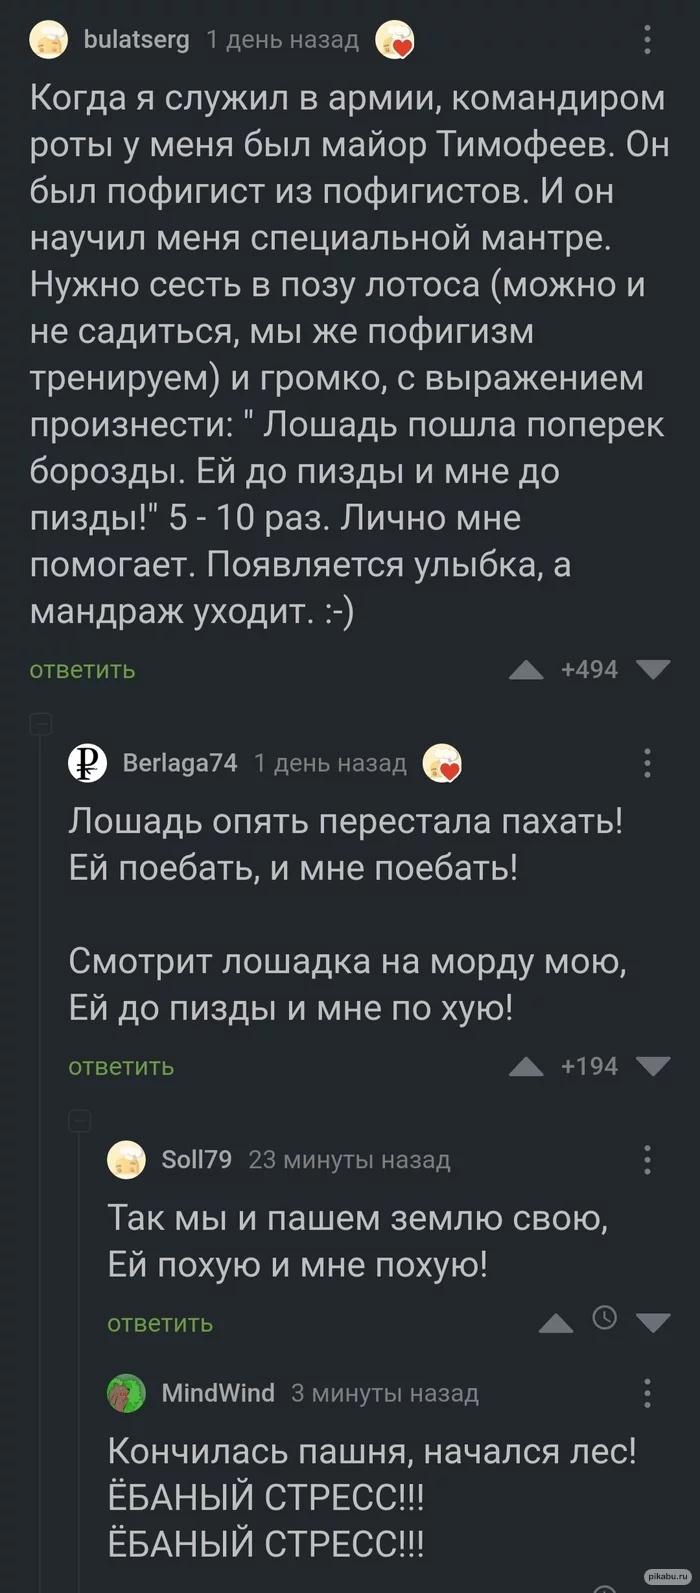 bulatserg 1 день назад
Когда я служил в армии, командиром
роты у меня был майор Тимофеев. Он
был пофигист из пофигистов. И он
научил меня специальной мантре.
Нужно сесть в позу лотоса (можно и
не садиться, мы же пофигизм
тренируем) и громко, с выражением
произнести: " Лошадь пошла поперек
борозды. Ей до пизды и мне до
пизды!" 5 - 10 раз. Лично мне
помогает. Появляется улыбка, а
мандраж уходит. :-)
ответить +494
Berlaga74 1 день назад
Лошадь опять перестала пахать!
Ей поебать, и мне поебать!
Смотрит лошадка на морду мою,
Ей до пизды и мне по хую!
ответить +194
Soll79 23 минуты назад
Так мы и пашем землю свою,
Ей похую и мне похую!
ответить
MindWind 3 минуты назад
Кончилась пашня, начался лес!
ЁБАНЫЙ СТРЕСС!!!
ЁБАНЫЙ СТРЕСС!!!
pikabu.ru